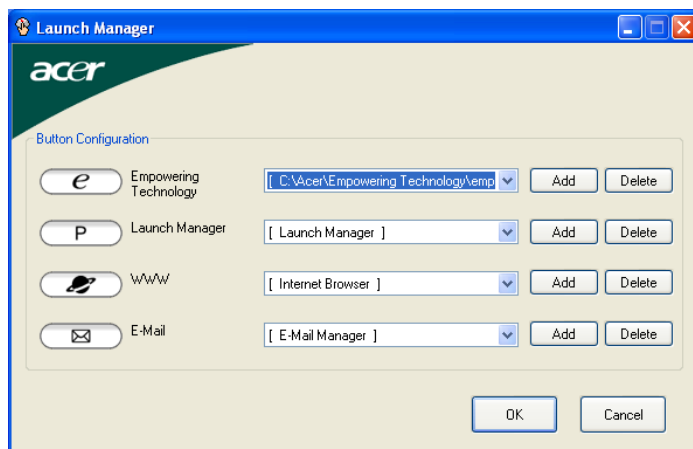 Launch Manager
acer
Button Configuration
e Empowering Technology [ C:\Acer\Empowering Technology\emp Add Delete
P Launch Manager [ Launch Manager ] Add Delete
WWW [ Internet Browser ] Add Delete
E-Mail [ E-Mail Manager ] Add Delete
OK Cancel